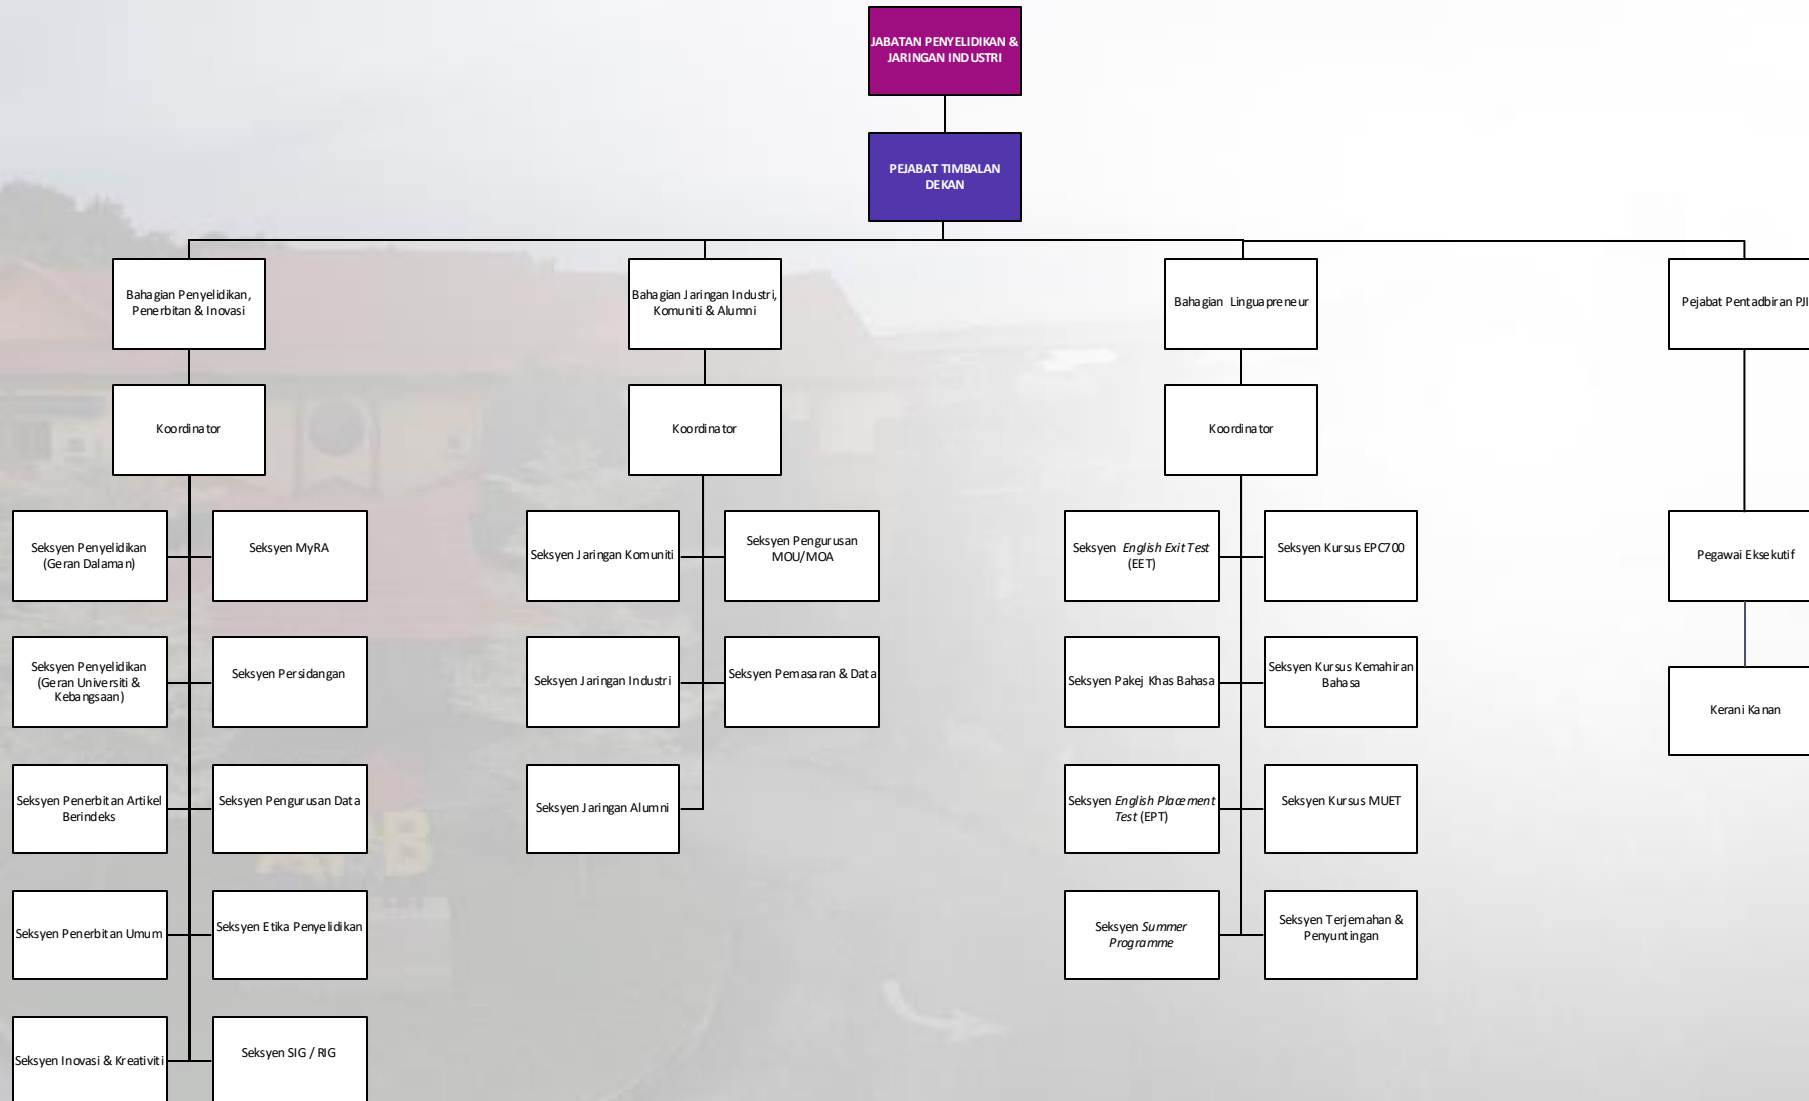 JABATAN PENYELIDIKAN &
JARINGAN INDUSTRI
PEJABAT TIMBALAN
DEKAN
Bahagian Penyelidikan,
Penerbitan & Inovasi
Bahagian Jaringan Industri,
Komuniti & Alumni
Bahagian Linguapreneur
Pejabat Pentadbiran PJI
Koordinator
Koordinator
Koordinator
Seksyen Penyelidikan
(Geran Dalaman)
Seksyen MyRA
Seksyen Jaringan Komuniti
Seksyen Pengurusan
MOU/MOA
Seksyen English Exit Test
(EET)
Seksyen Kursus EPC700
Pegawai Eksekutif
Seksyen Penyelidikan
(Geran Universiti &
Kebangsaan)
Seksyen Persidangan
Seksyen Jaringan Industri
Seksyen Pemasaran & Data
Seksyen Pakej Khas Bahasa
Seksyen Kursus Kemahiran
Bahasa
Kerani Kanan
Seksyen Penerbitan Artikel
Berindeks
Seksyen Pengurusan Data
Seksyen Jaringan Alumni
Seksyen English Placement
Test (EPT)
Seksyen Kursus MUET
Seksyen Penerbitan Umum
Seksyen Etika Penyelidikan
Seksyen Summer
Programme
Seksyen Terjemahan &
Penyuntingan
Seksyen Inovasi & Kreativiti
Seksyen SIG / RIG